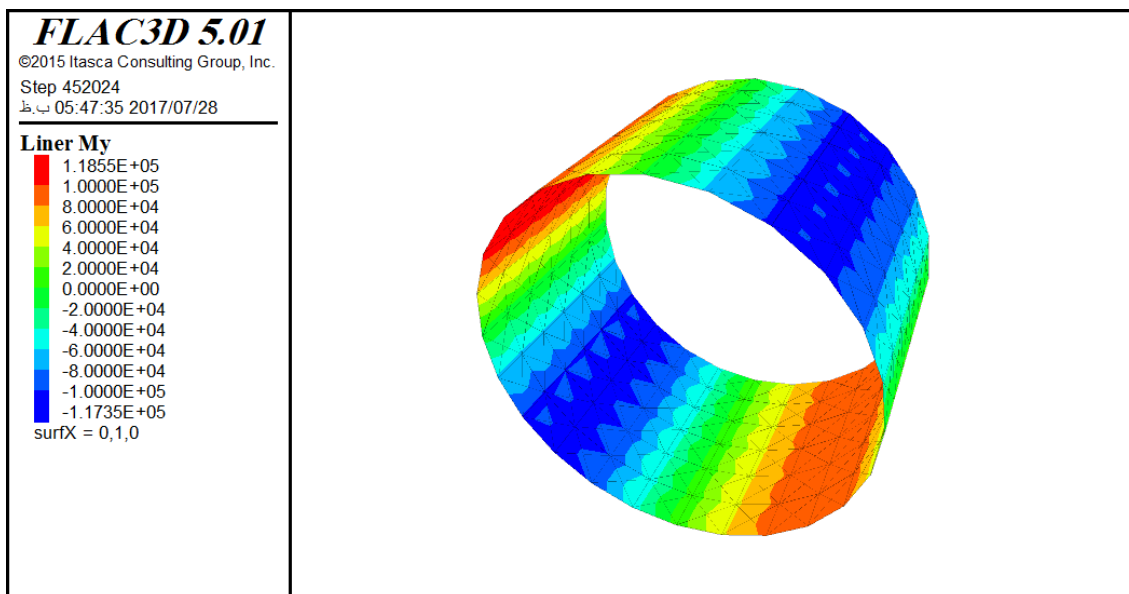 FLAC3D 5.01
©2015 Itasca Consulting Group, Inc.
Step 452024
ب.ظ 05:47:35 2017/07/28
Liner My
1.1855E+05
1.0000E+05
8.0000E+04
6.0000E+04
4.0000E+04
2.0000E+04
0.0000E+00
-2.0000E+04
-4.0000E+04
-6.0000E+04
-8.0000E+04
-1.0000E+05
-1.1735E+05
surfX = 0,1,0